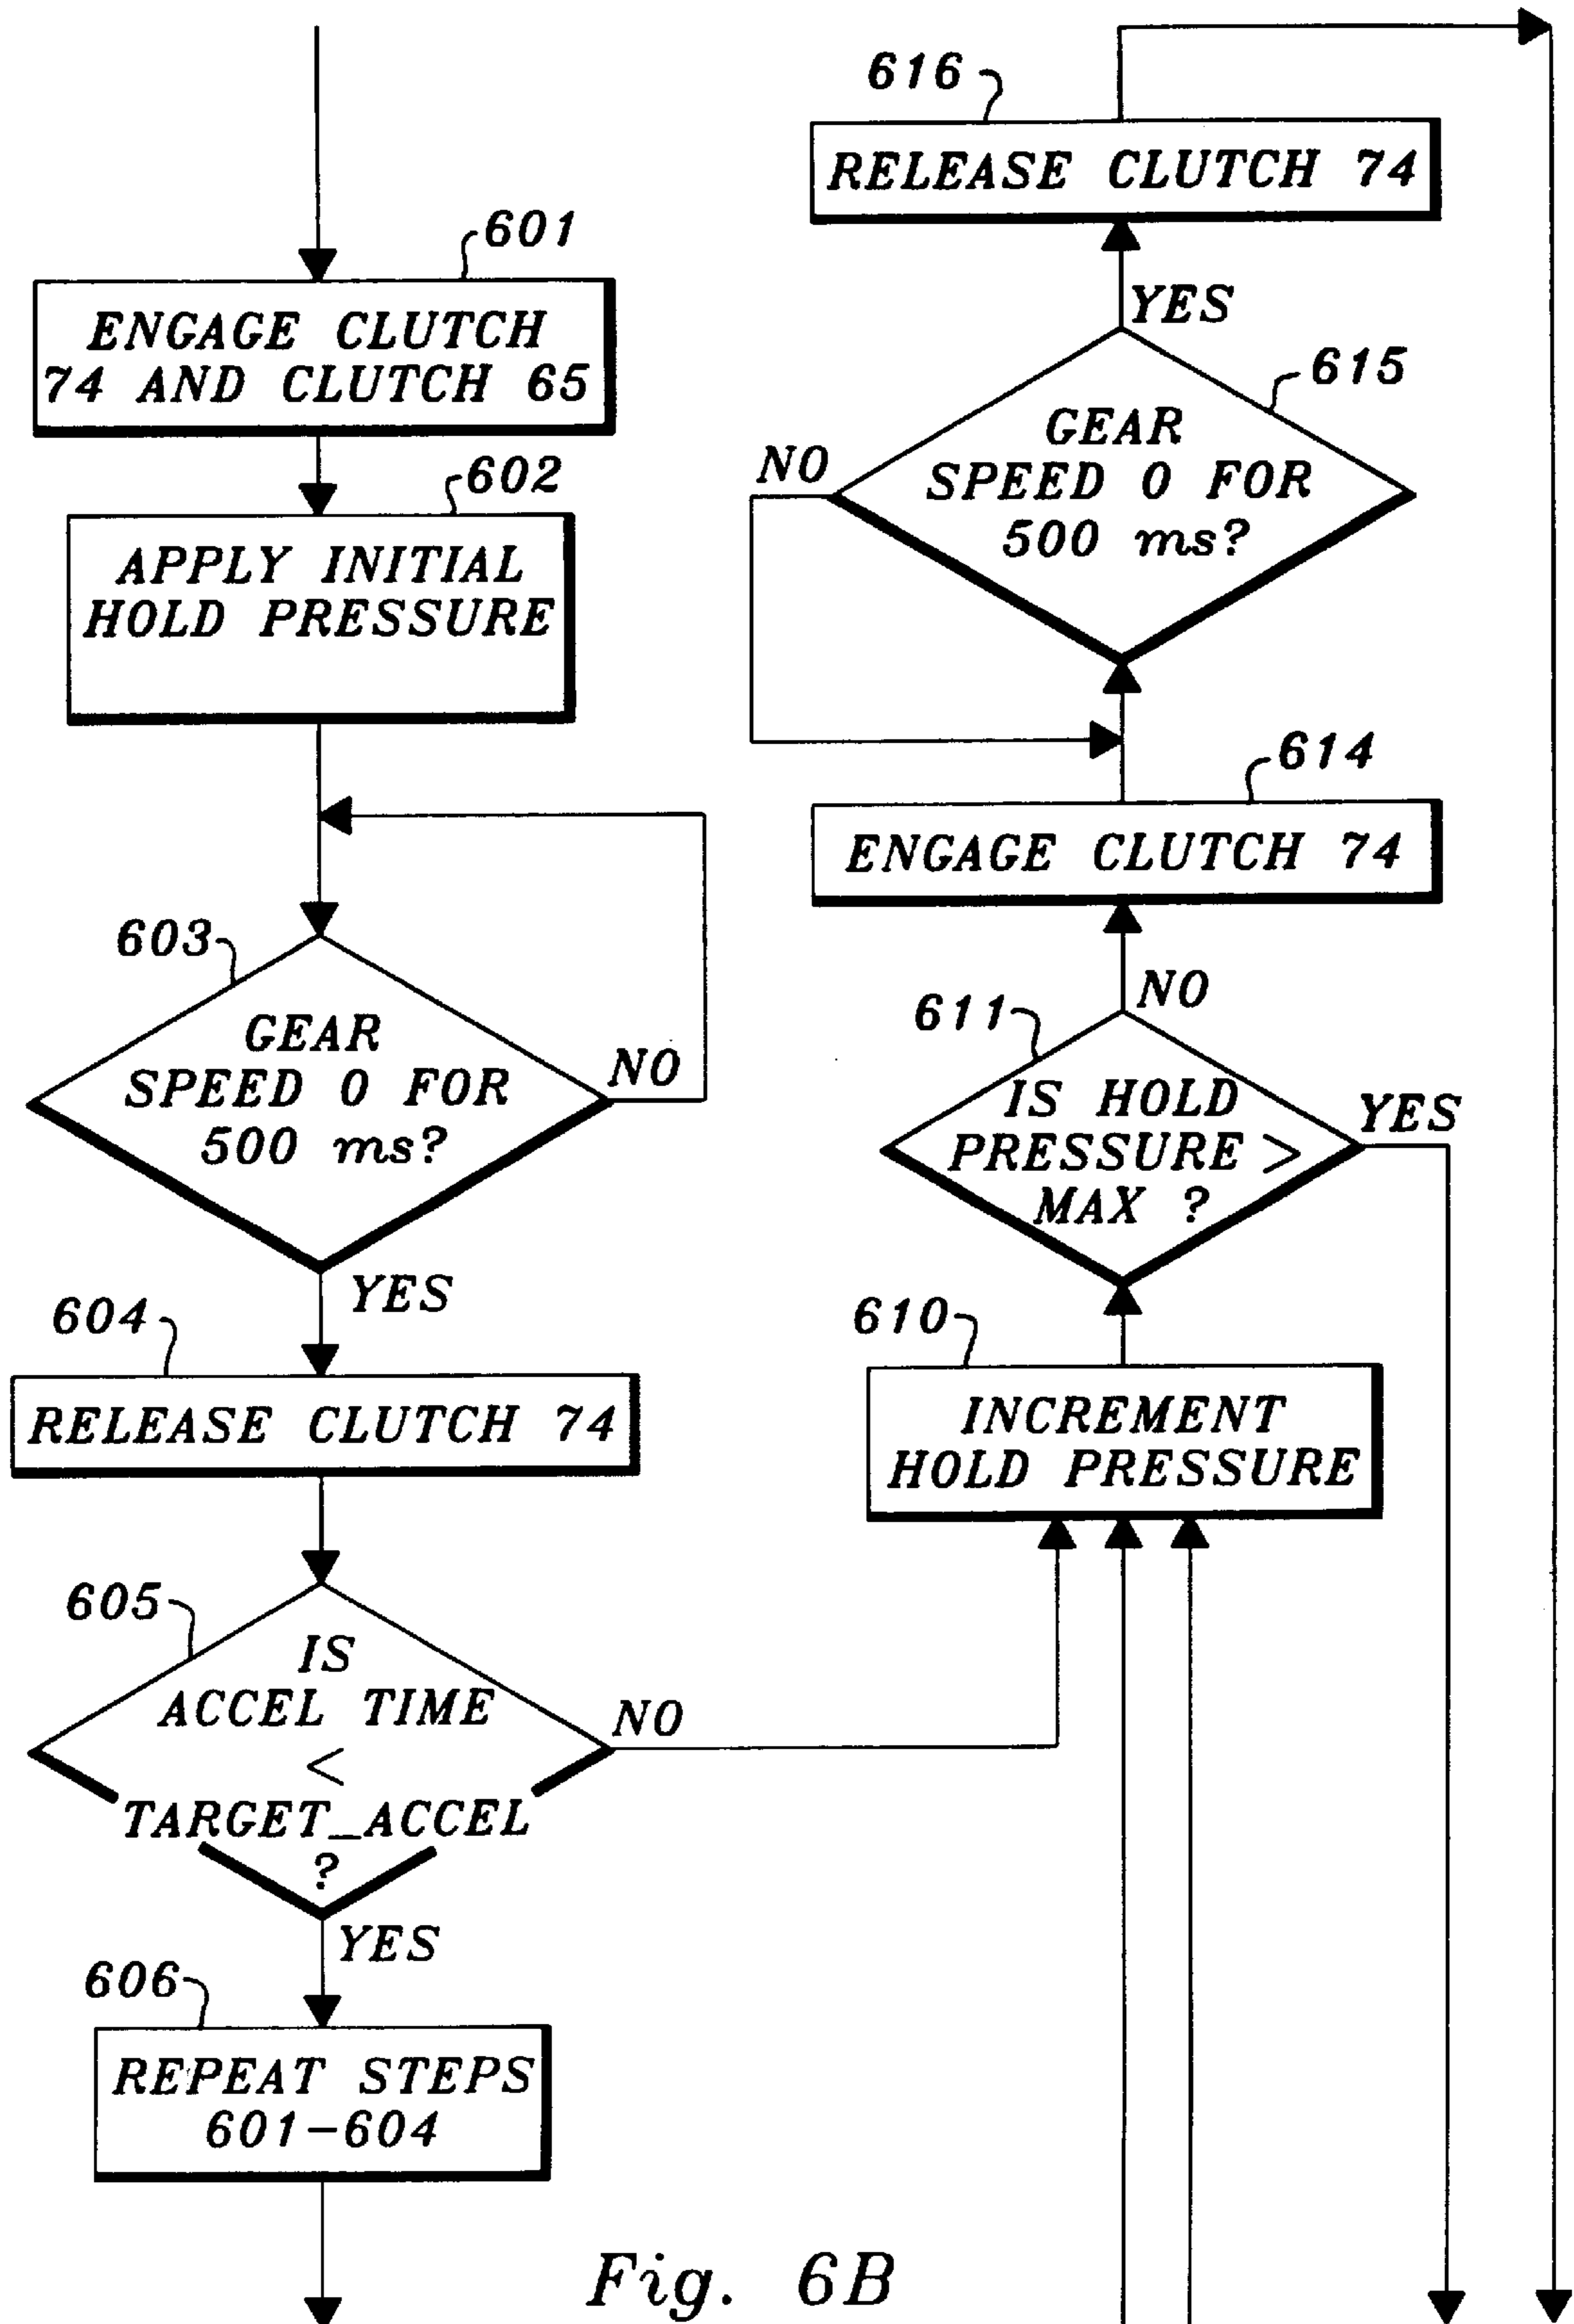 601
ENGAGE CLUTCH
74 AND CLUTCH 65
602
APPLY INITIAL
HOLD PRESSURE
603
GEAR
SPEED 0 FOR
500 ms?
NO
YES
604
RELEASE CLUTCH 74
605
IS
ACCEL TIME
<
TARGET_ACCEL
?
NO
YES
606
REPEAT STEPS
601-604
616
RELEASE CLUTCH 74
YES
615
GEAR
SPEED 0 FOR
500 ms?
NO
614
ENGAGE CLUTCH 74
NO
611
IS HOLD
PRESSURE >
MAX ?
YES
610
INCREMENT
HOLD PRESSURE
Fig. 6B